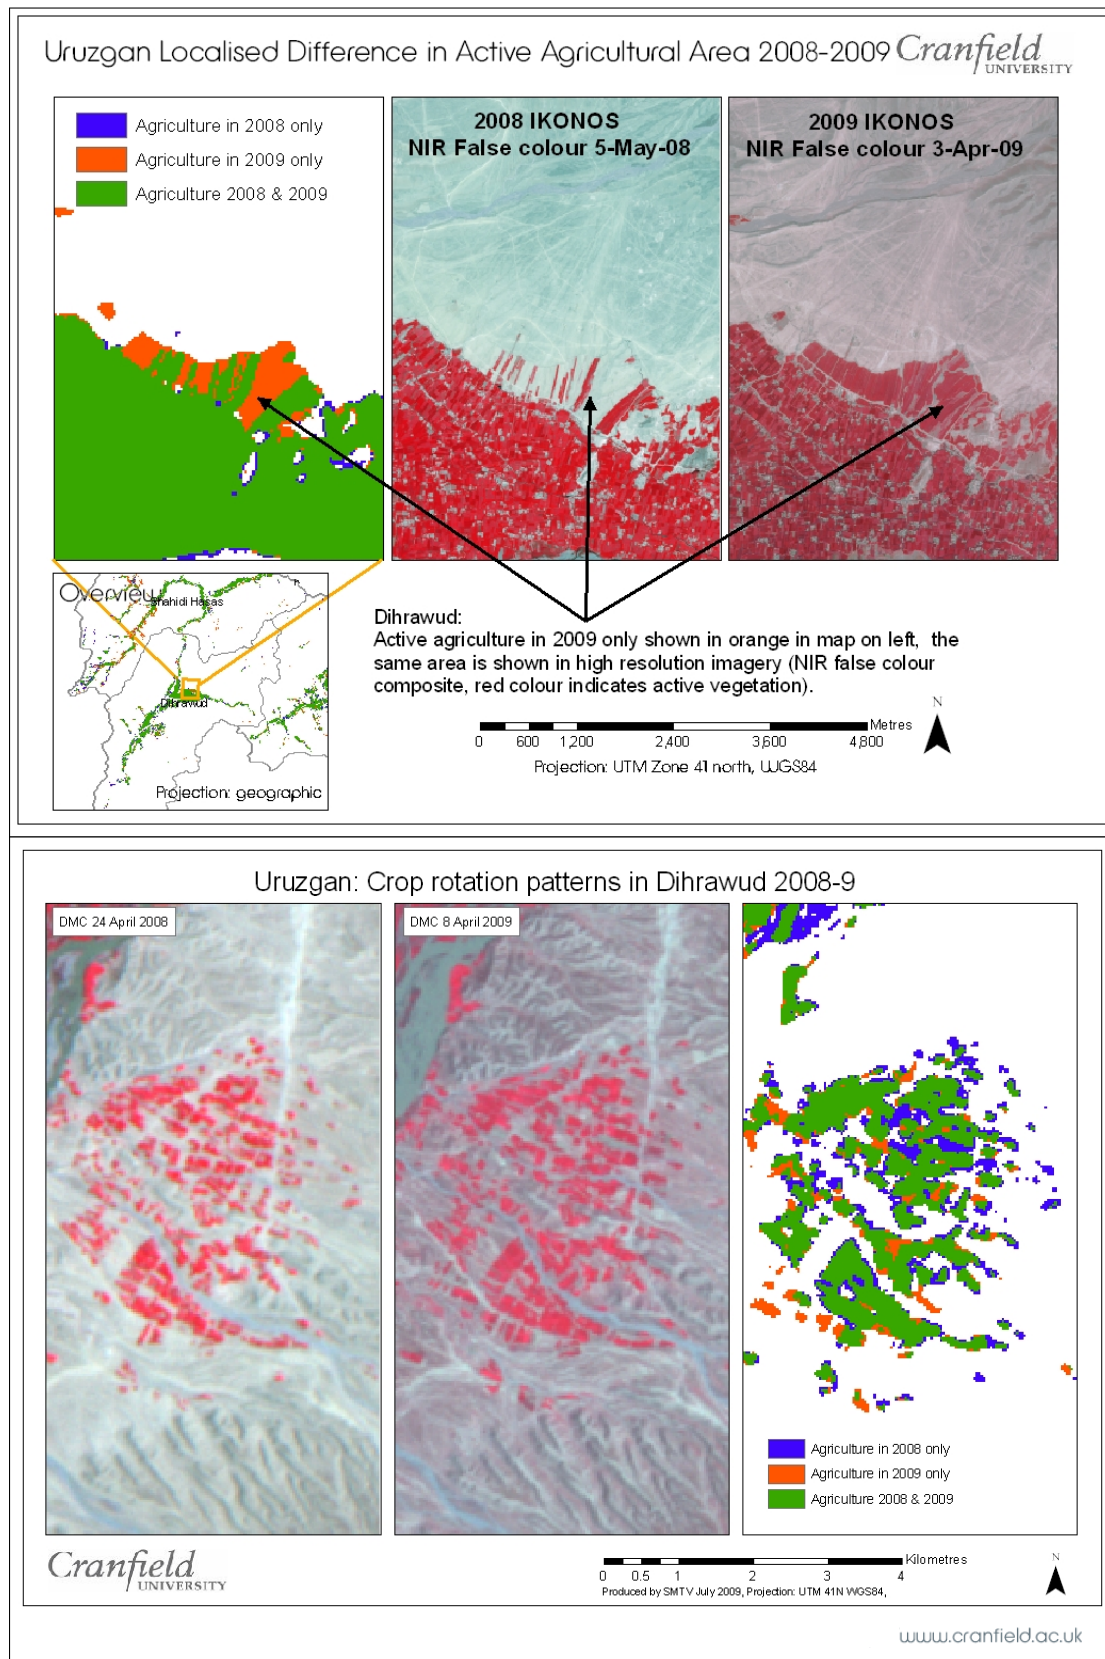 Uruzgan Localised Difference in Active Agricultural Area 2008-2009
Cranfield
UNIVERSITY
Agriculture in 2008 only
Agriculture in 2009 only
Agriculture 2008 & 2009
2008 IKONOS
NIR False colour 5-May-08
2009 IKONOS
NIR False colour 3-Apr-09
Overview
Shahidi Hasas
Dihrawud
Projection: geographic
Dihrawud:
Active agriculture in 2009 only shown in orange in map on left, the
same area is shown in high resolution imagery (NIR false colour
composite, red colour indicates active vegetation).
N
Metres
0 600 1,200 2,400 3,600 4,800
Projection: UTM Zone 41 north, WGS84
Uruzgan: Crop rotation patterns in Dihrawud 2008-9
DMC 24 April 2008
DMC 8 April 2009
Agriculture in 2008 only
Agriculture in 2009 only
Agriculture 2008 & 2009
Cranfield
UNIVERSITY
Kilometres
0 0.5 1 2 3 4
Produced by SMTV July 2009, Projection: UTM 41N WGS84,
N
www.cranfield.ac.uk